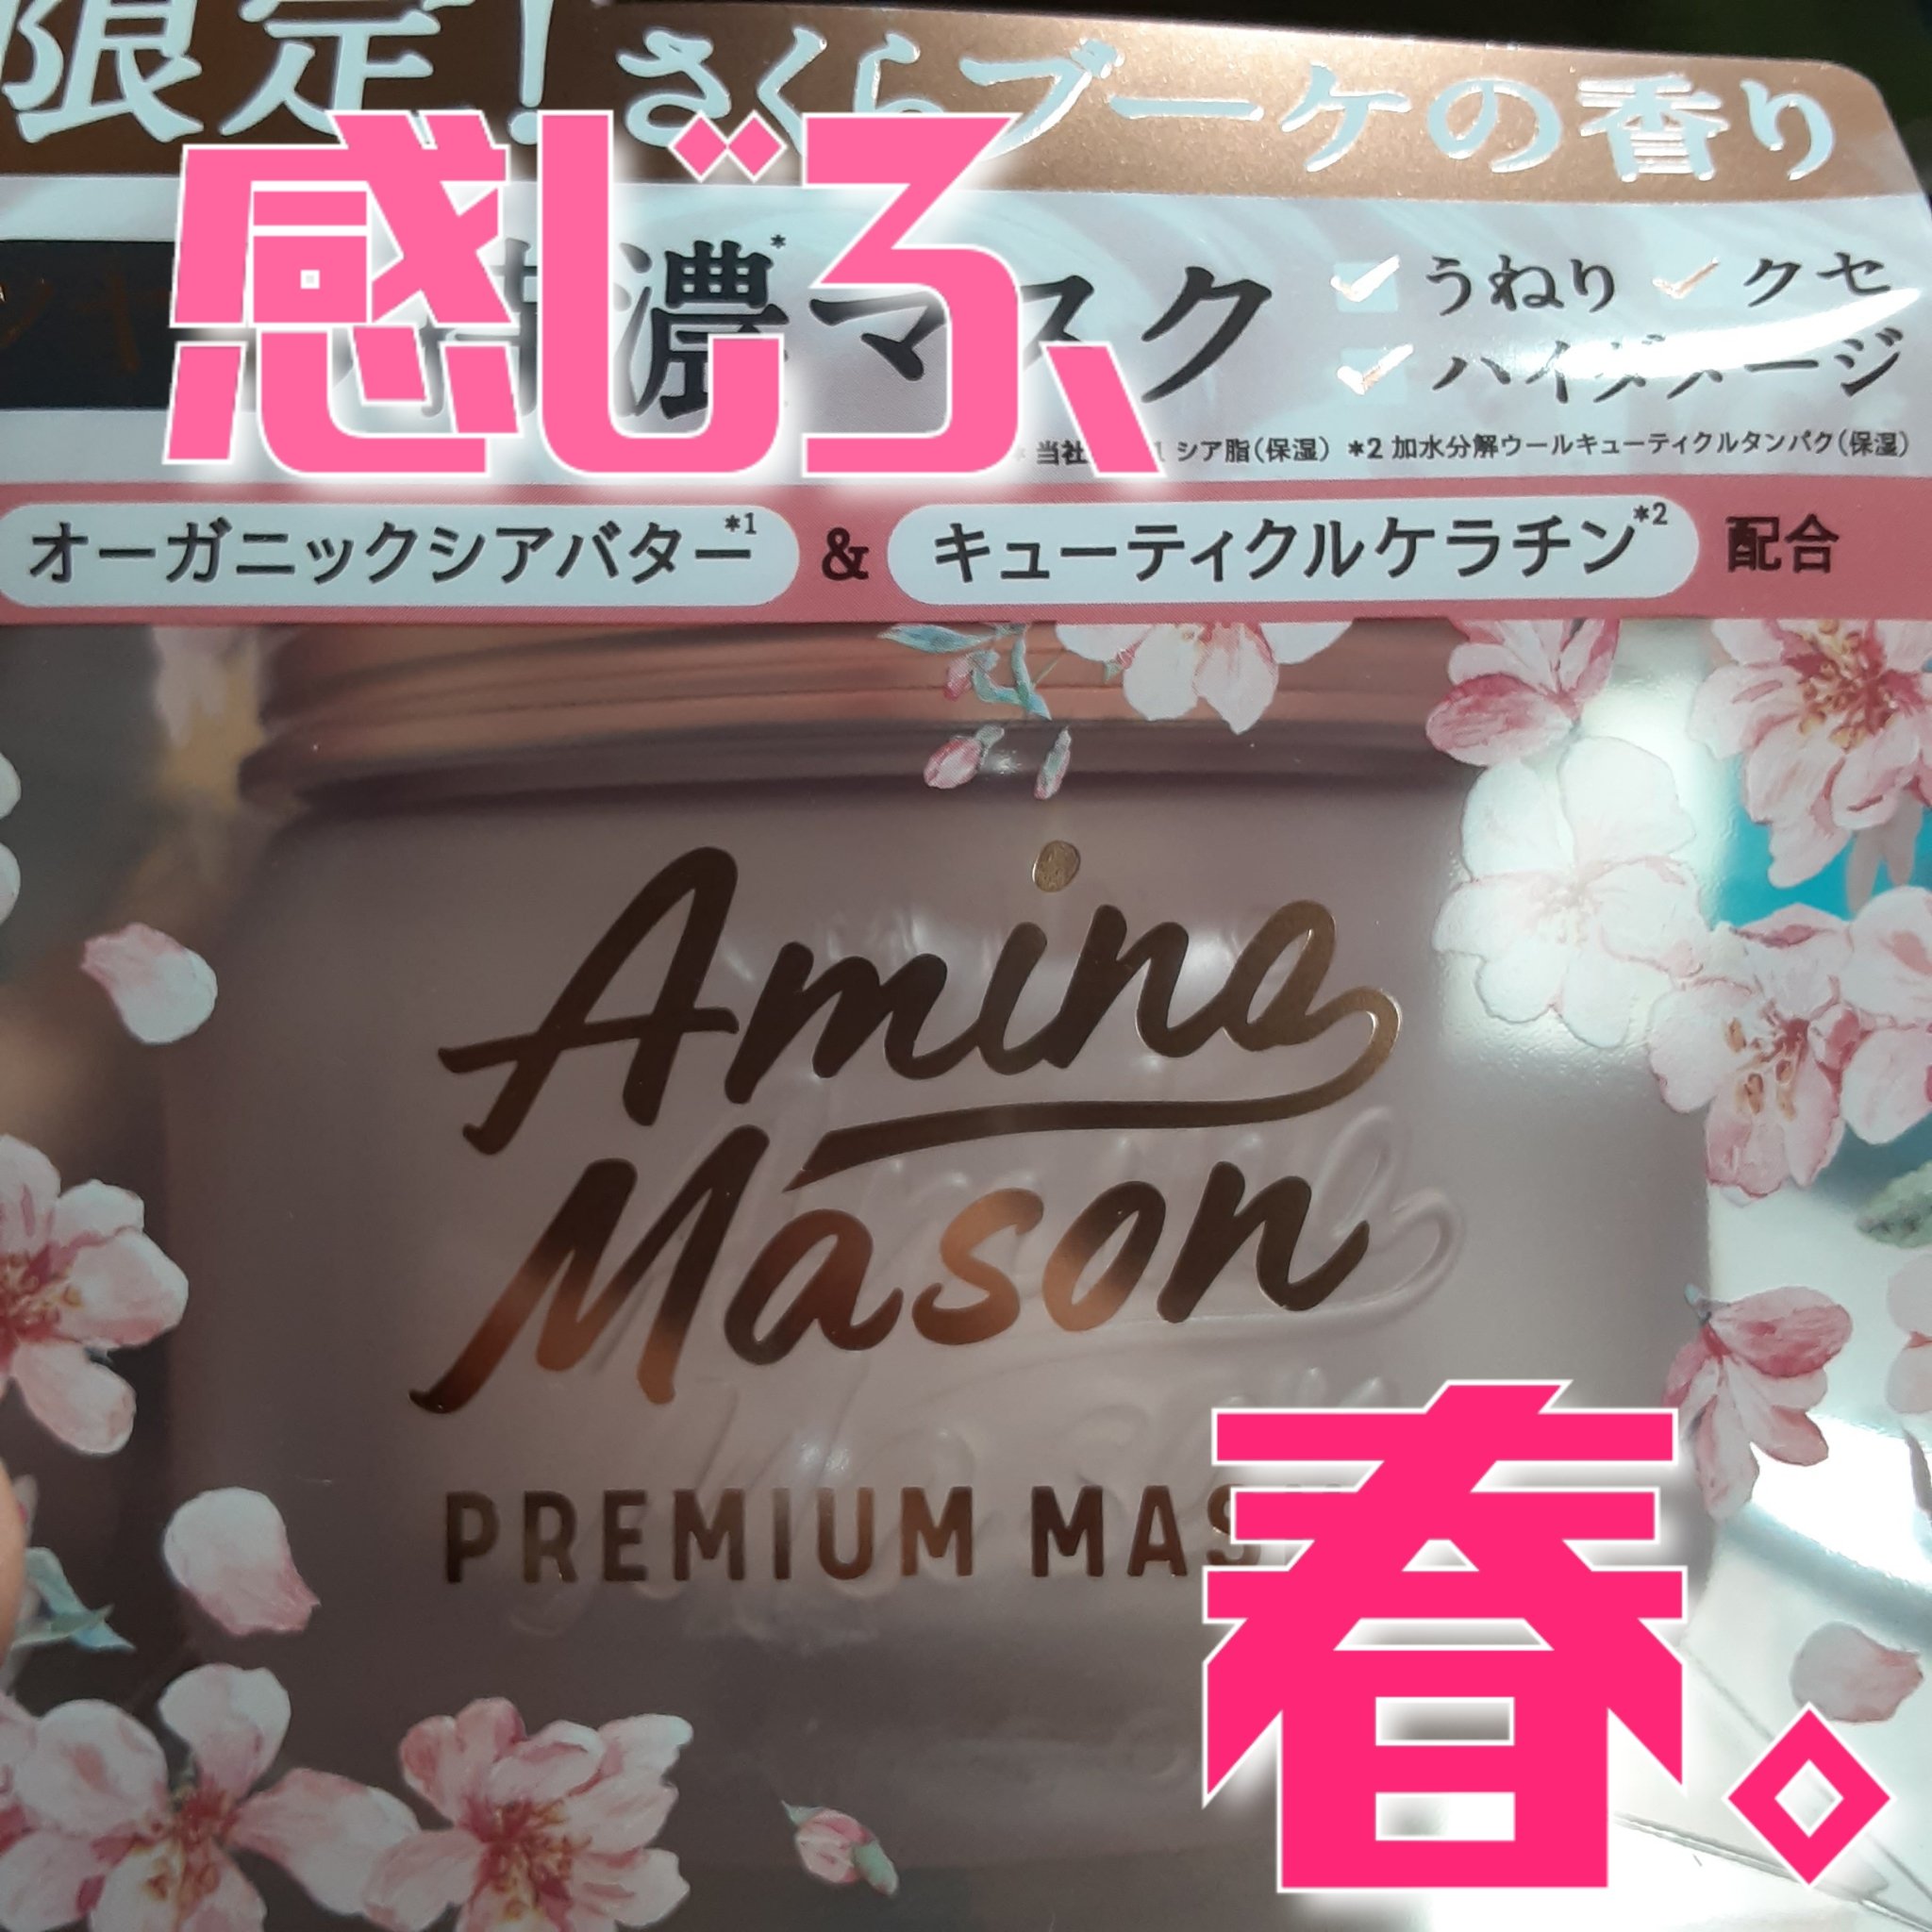 限定!さくらブーケの香り
感じろ、
濃*マスク
うねり クセ
ハイダメージ
*当社 1 シア脂(保湿) *2 加水分解ウールキューティクルタンパク(保湿)
オーガニックシアバター*1 & キューティクルケラチン*2 配合
Amino
Mason
PREMIUM MASK
春。